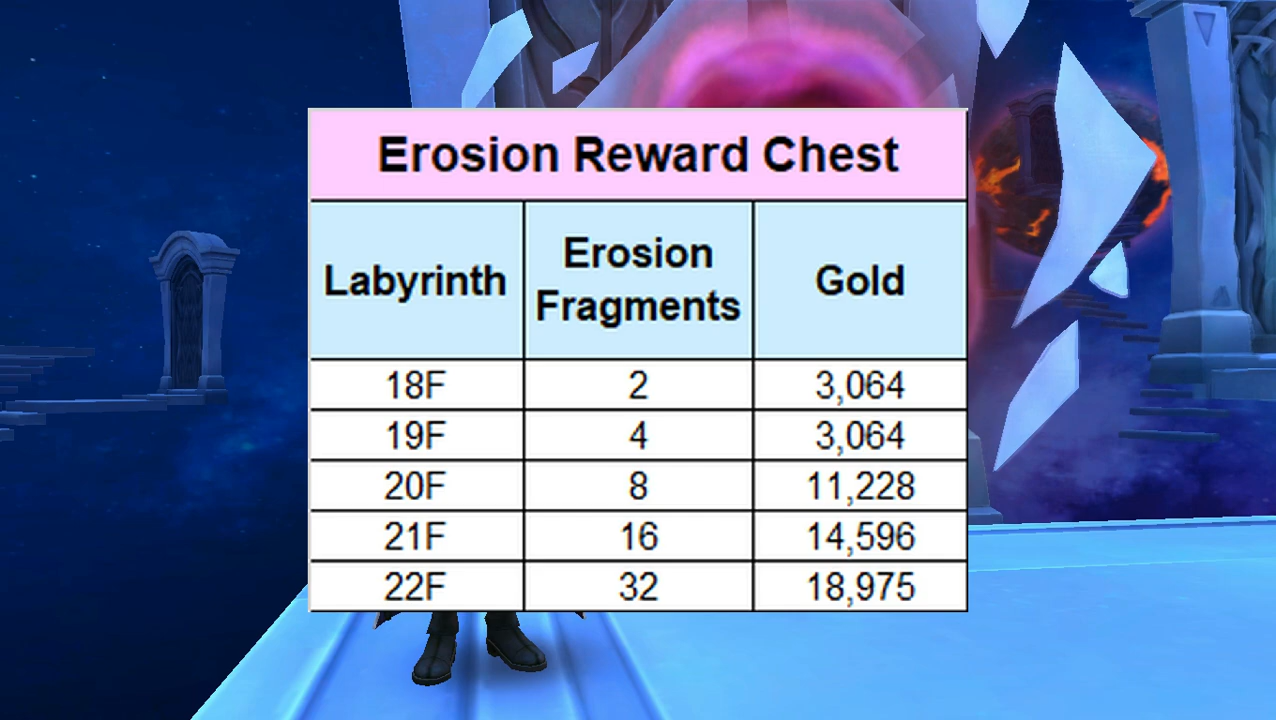 Erosion Reward Chest
Labyrinth Erosion Fragments Gold
18F 2 3,064
19F 4 3,064
20F 8 11,228
21F 16 14,596
22F 32 18,975